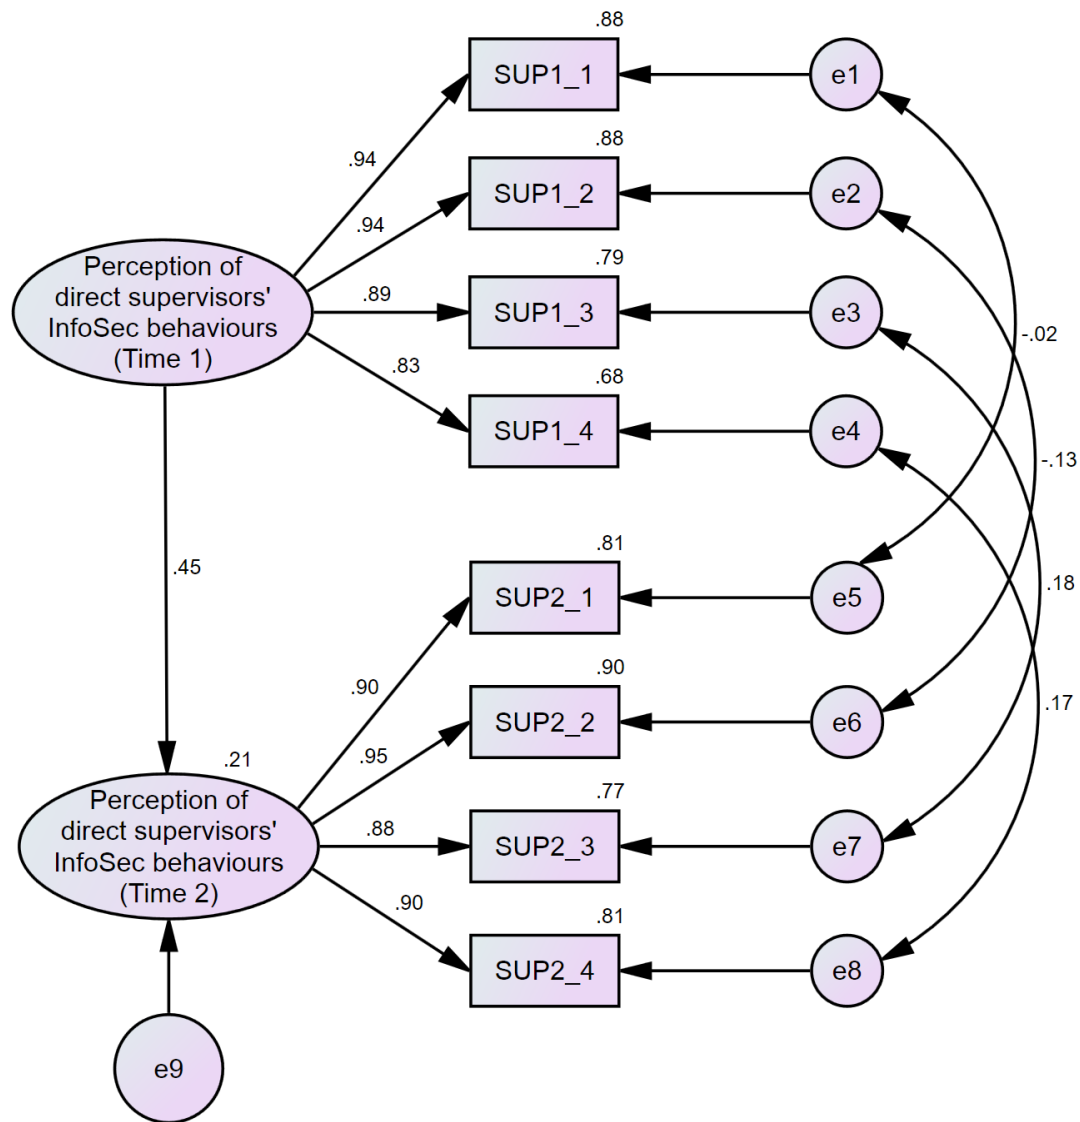 .88
SUP1_1
e1
.94
.88
SUP1_2
e2
.94
.79
Perception of
direct supervisors'
InfoSec behaviours
(Time 1)
.89
SUP1_3
e3
-.02
.83
.68
SUP1_4
e4
-.13
.45
.81
SUP2_1
e5
.18
.90
.90
SUP2_2
e6
.17
.95
.21
Perception of
direct supervisors'
InfoSec behaviours
(Time 2)
.77
.88
SUP2_3
e7
.90
.81
SUP2_4
e8
e9